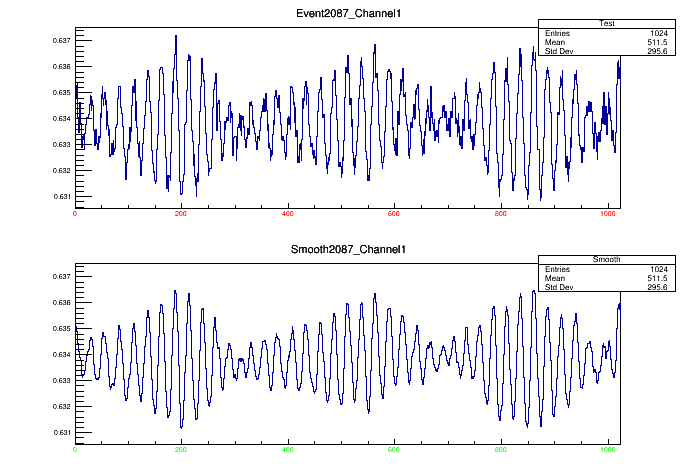 Event2087_Channel1
Test
Entries 1024
Mean 511.5
Std Dev 295.6
0.637
0.636
0.635
0.634
0.633
0.632
0.631
0 200 400 600 800 1000
Smooth2087_Channel1
Smooth
Entries 1024
Mean 511.5
Std Dev 295.6
0.637
0.636
0.635
0.634
0.633
0.632
0.631
0 200 400 600 800 1000